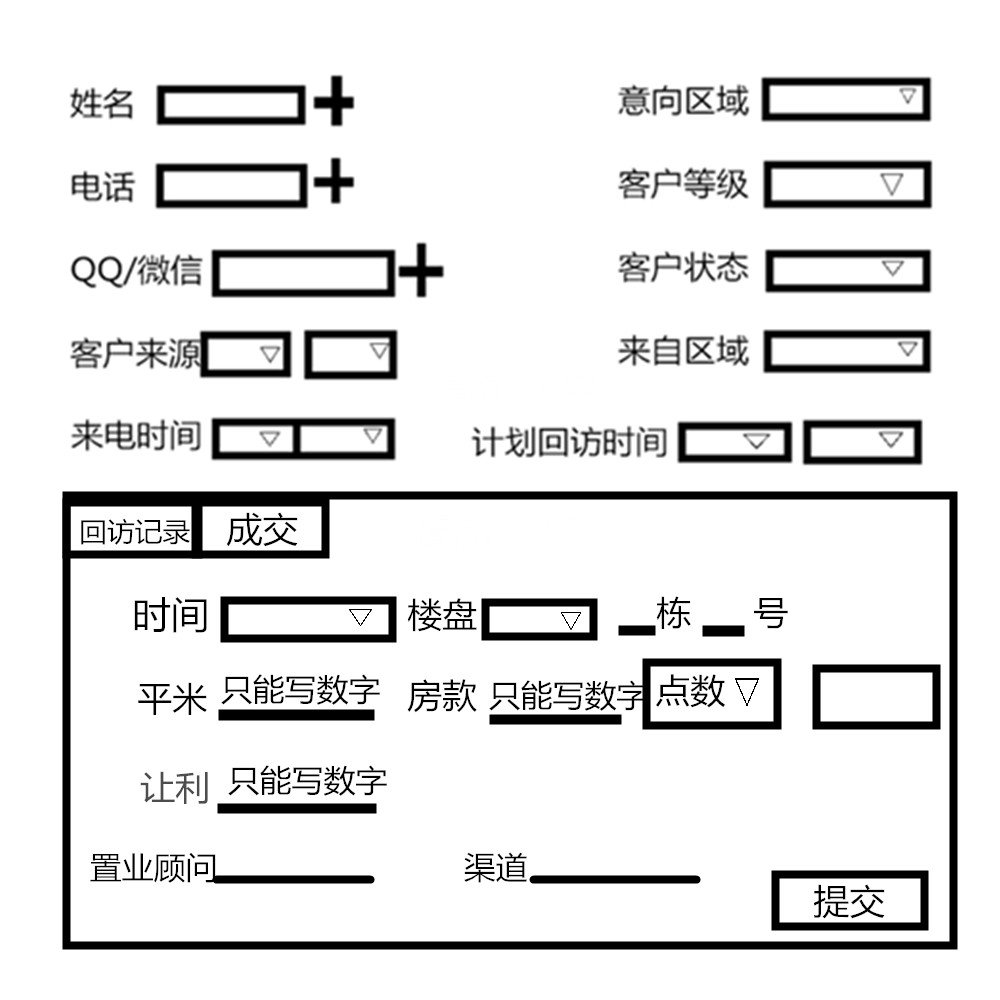 姓名 意向区域
电话 客户等级
QQ/微信 客户状态
客户来源 来自区域
来电时间 计划回访时间
回访记录 成交
时间 楼盘 栋 号
平米 只能写数字 房款 只能写数字 点数
让利 只能写数字
置业顾问 渠道
提交